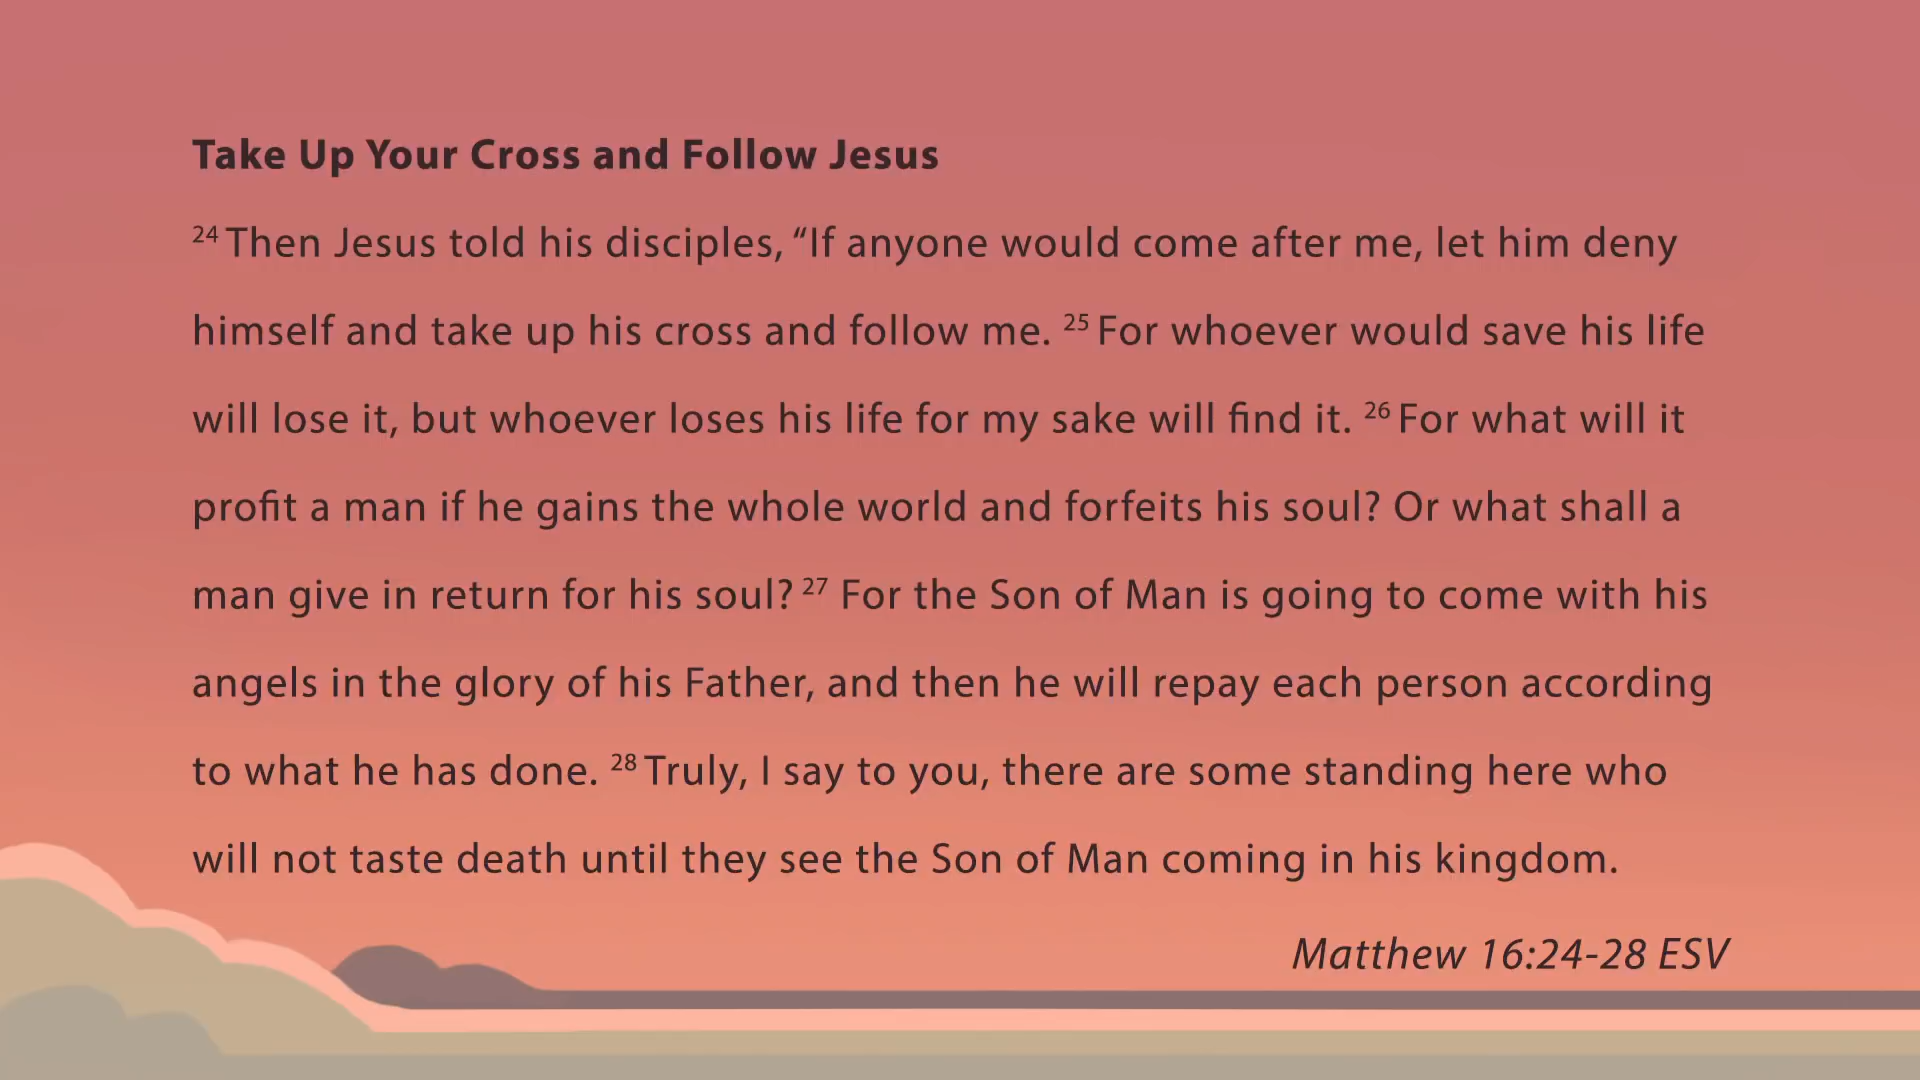 Take Up Your Cross and Follow Jesus
24 Then Jesus told his disciples, “If anyone would come after me, let him deny
himself and take up his cross and follow me. 25 For whoever would save his life
will lose it, but whoever loses his life for my sake will find it. 26 For what will it
profit a man if he gains the whole world and forfeits his soul? Or what shall a
man give in return for his soul? 27 For the Son of Man is going to come with his
angels in the glory of his Father, and then he will repay each person according
to what he has done. 28 Truly, I say to you, there are some standing here who
will not taste death until they see the Son of Man coming in his kingdom.
Matthew 16:24-28 ESV